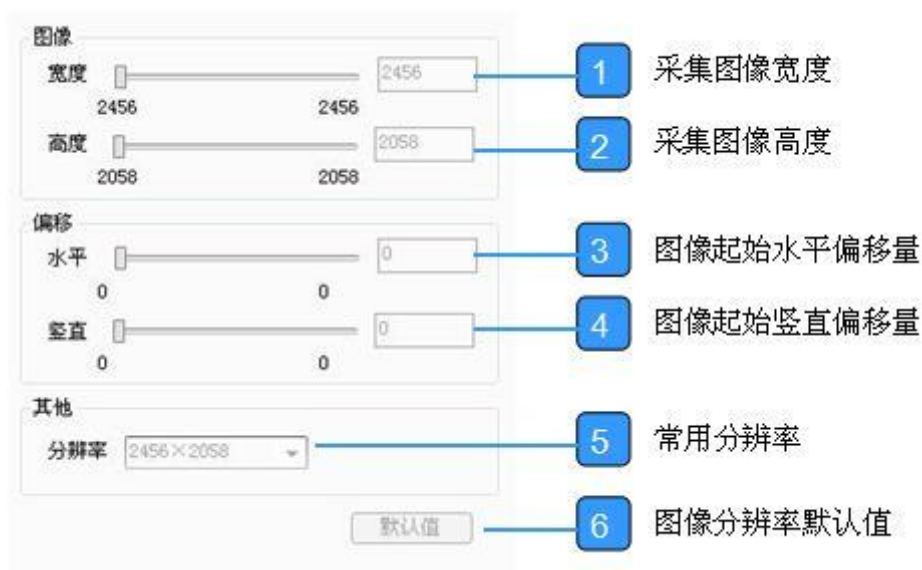 图像
宽度 2456 1 采集图像宽度
2456 2456
高度 2058 2 采集图像高度
2058 2058
偏移
水平 0 3 图像起始水平偏移量
0 0
竖直 0 4 图像起始竖直偏移量
0 0
其他
分辨率 2456×2058 5 常用分辨率
默认值 6 图像分辨率默认值